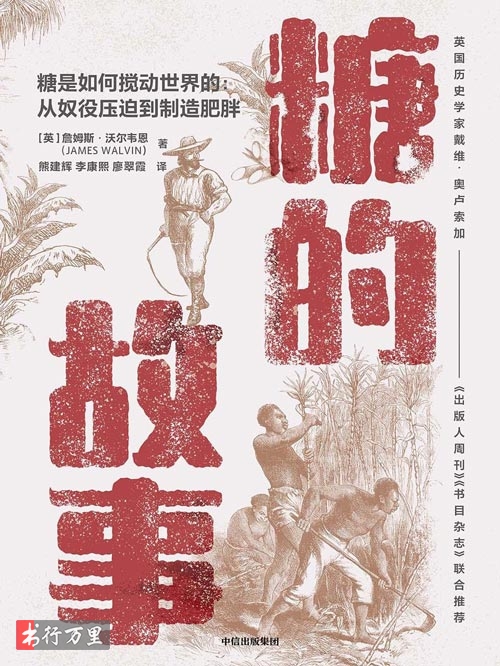 糖是如何搅动世界的：
从奴役压迫到制造肥胖
[英]詹姆斯·沃尔韦恩
(JAMES WALVIN)
著
熊建辉 李康熙 廖翠霞 译
糖的
故事
英国历史学家戴维·奥卢索加——《出版人周刊》《书目杂志》联合推荐
书行万里
中信出版集团